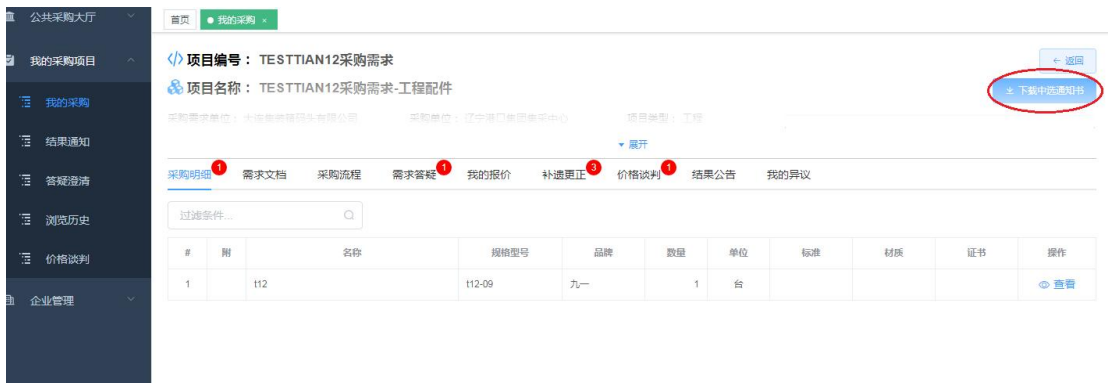 公共采购大厅
首页 我的采购 ×
我的采购项目
项目编号： TESTTIAN12采购需求
← 返回
项目名称： TESTTIAN12采购需求-工程配件
下载中选通知书
我的采购
项目类型： 工程
展开
结果通知
采购明细 1 需求文档 采购流程 需求答疑 1 我的报价 补遗更正 3 价格谈判 1 结果公告 我的异议
答疑澄清
过滤条件...
浏览历史
# 附 名称 规格型号 品牌 数量 单位 标准 材质 证书 操作
价格谈判
1 t12 t12-09 九一 1 台 查看
企业管理